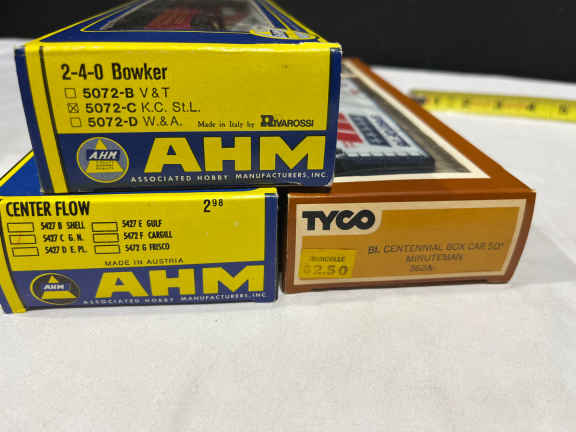 2-4-0 Bowker
5072-B V & T
5072-C K.C. St.L.
5072-D W.& A.
Made in Italy by RIVAROSSI
AHM
AHM
ASSOCIATED HOBBY MANUFACTURERS, INC
CENTER FLOW
2 98
5427 B SHELL
5427 E GULF
5427 C G. N.
5472 F CARGILL
5427 D E. PL.
5472 G FRISCO
MADE IN AUSTRIA
AHM
AHM
ASSOCIATED HOBBY MANUFACTURERS, INC.
TYCO
BI. CENTENNIAL BOX CAR 50'
MINUTEMAN
$2.50
4
5